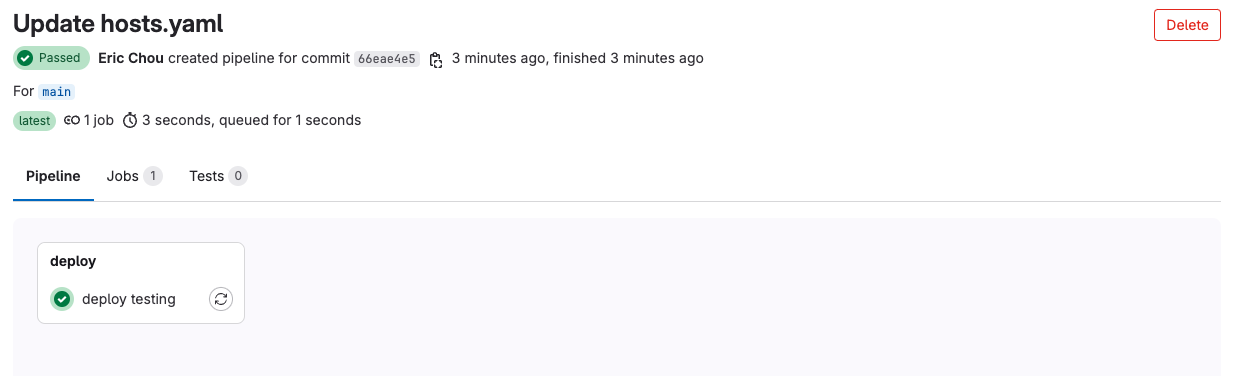 Update hosts.yaml
Delete
Passed Eric Chou created pipeline for commit 66eae4e5 3 minutes ago, finished 3 minutes ago
For main
latest 1 job 3 seconds, queued for 1 seconds
Pipeline Jobs 1 Tests 0
deploy
deploy testing